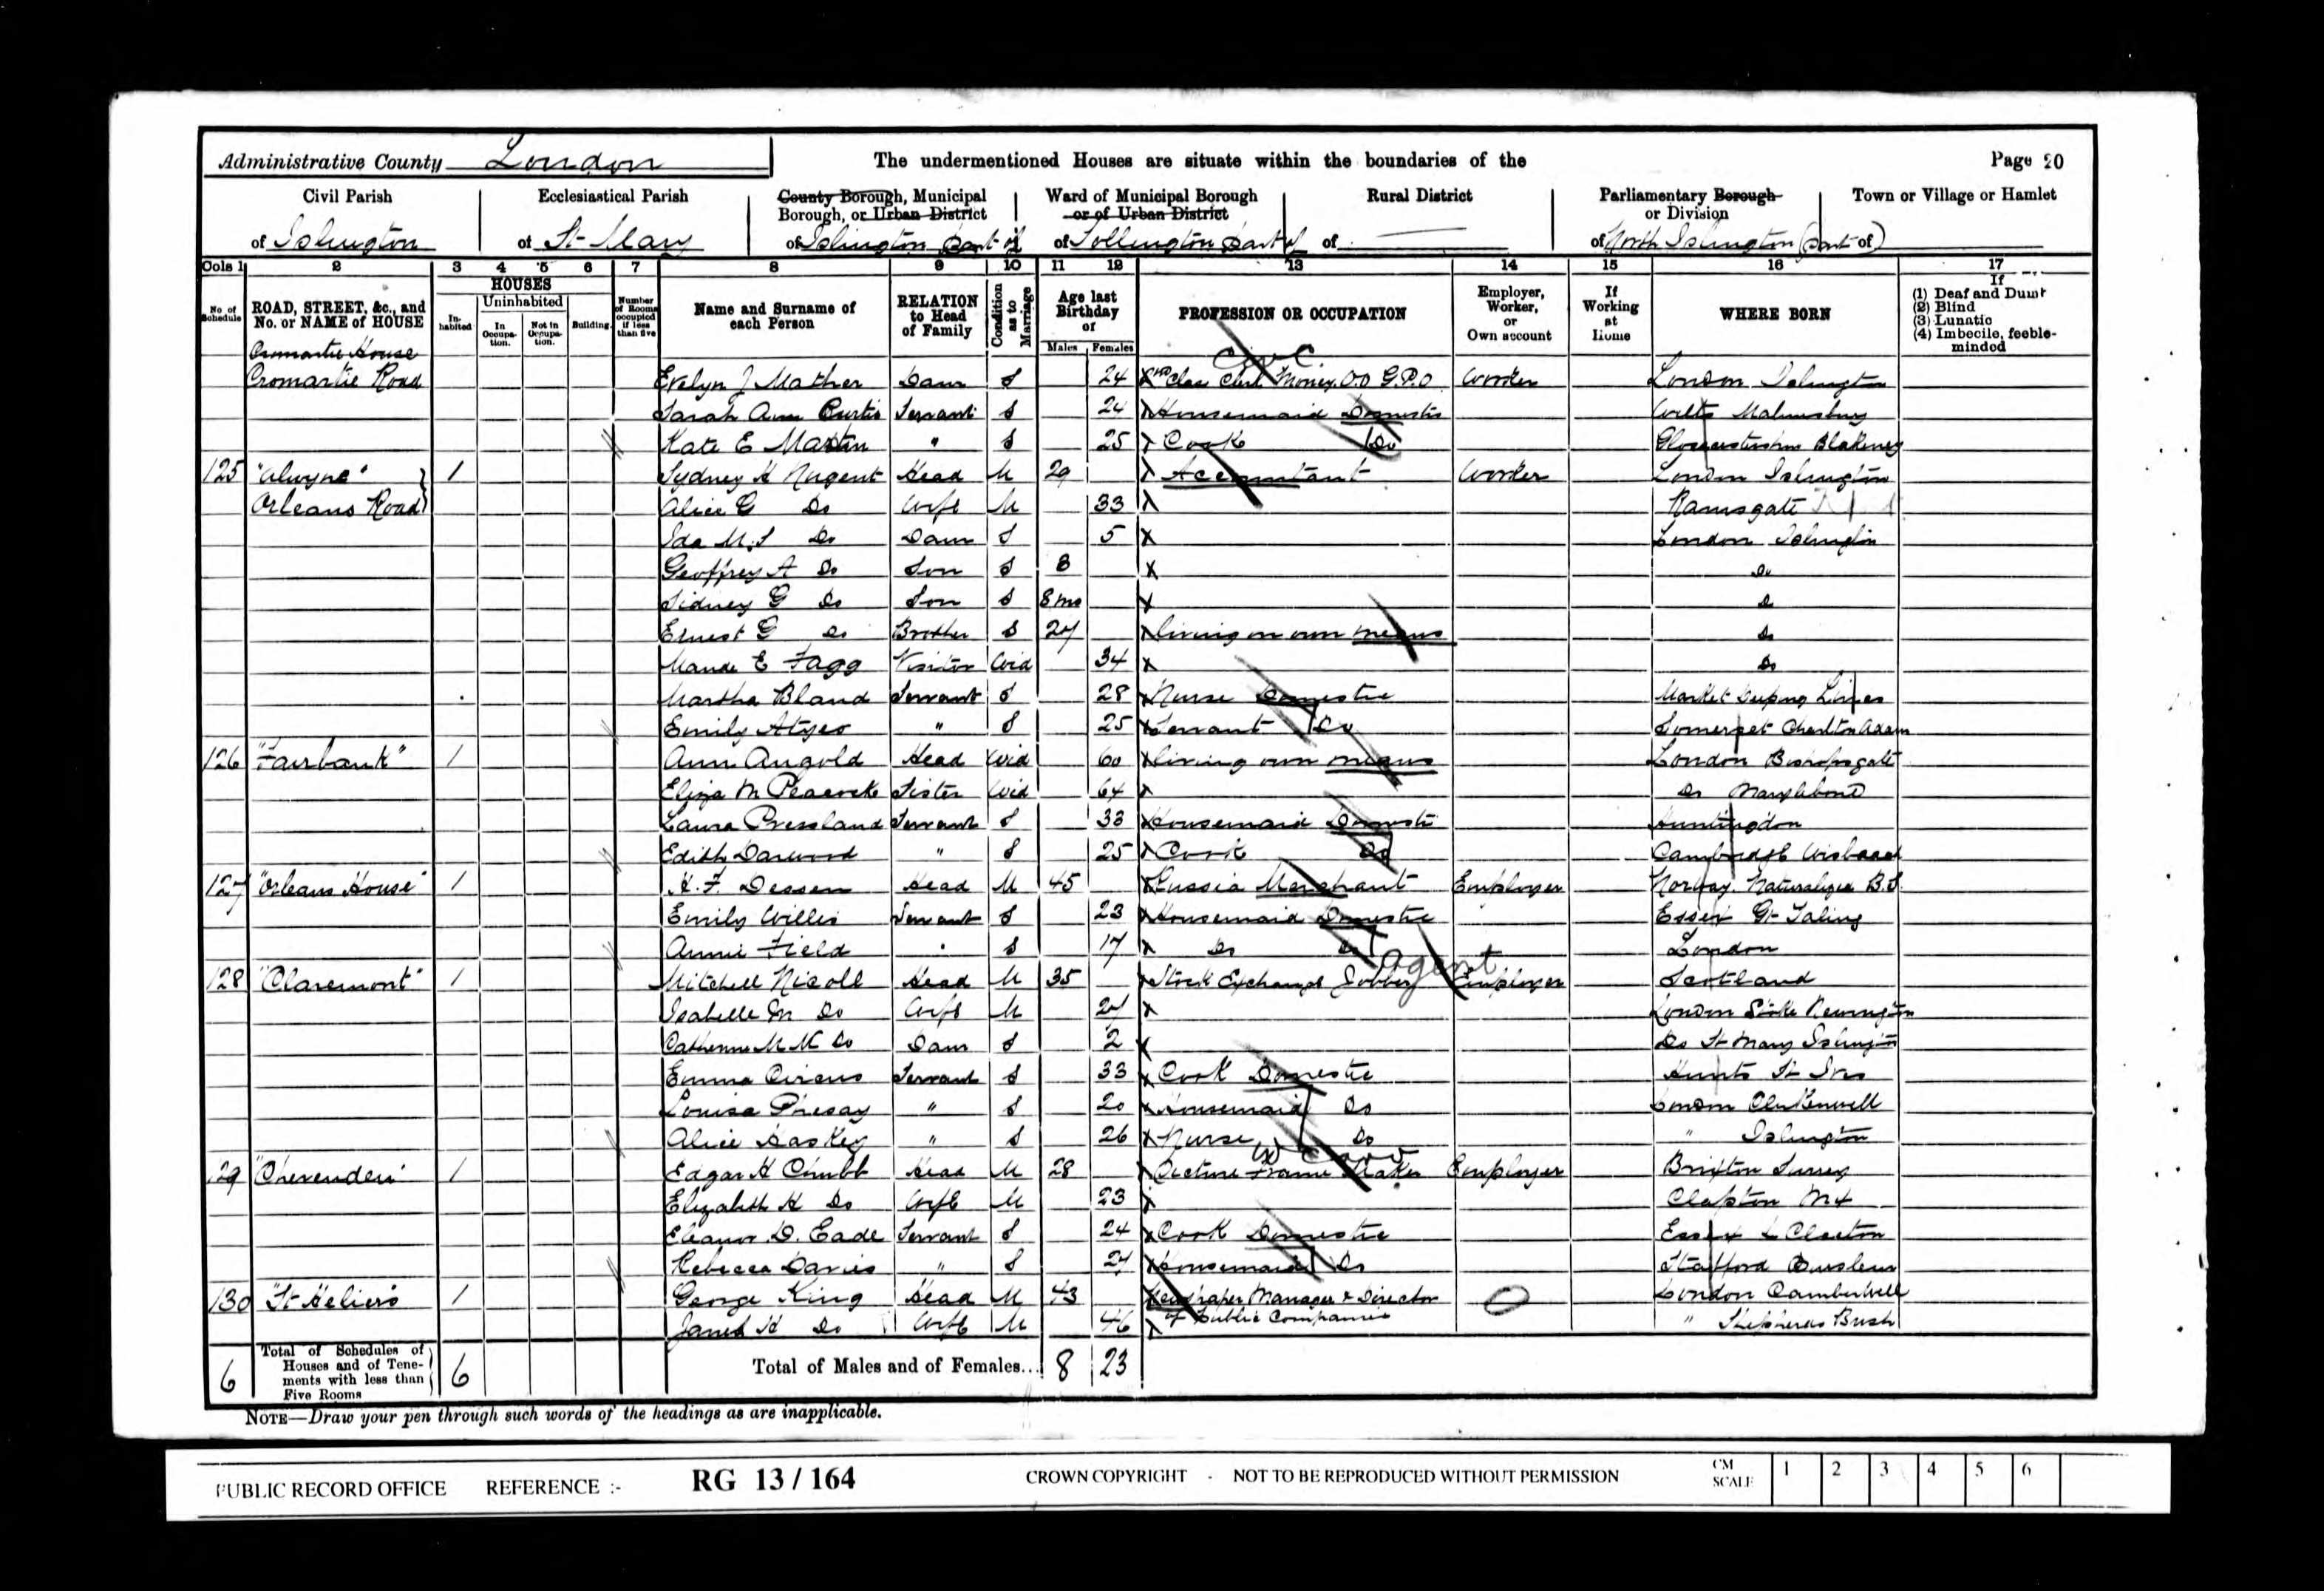 Administrative County London The undermentioned Houses are situate within the boundaries of the Page 20
Civil Parish Ecclesiastical Parish County Borough, Municipal Borough, or Urban District Ward of Municipal Borough or of Urban District Rural District Parliamentary Borough or Division Town or Village or Hamlet
of Islington of St Mary of Islington part of of Tollington part of of of North Islington (part of)
Cols 1 2 3 4 5 6 7 8 9 10 11 12 13 14 15 16 17
No of Schedule ROAD, STREET, &c., and No. or NAME of HOUSE HOUSES Inhabited Uninhabited In Occupation. Not in Occupation. Building. Number of Rooms occupied if less than five Name and Surname of each Person RELATION to Head of Family Condition as to Marriage Age last Birthday of Males Females PROFESSION OR OCCUPATION Employer, Worker, or Own account If Working at Home WHERE BORN If (1) Deaf and Dumb (2) Blind (3) Lunatic (4) Imbecile, feeble-minded
Cromartie House
Cromartie Road Evelyn J Mather Daur S 24 Class Clerk Money O.O G.P.O Worker London Islington
Sarah Ann Curtis Servant S 24 Housemaid Domestic Wilts Malmesbury
Kate E Martin " S 25 Cook Do Gloucestershire Blakeney
125 "Alwyne" 1 Sydney H Nugent Head M 29 Accountant Worker London Islington
Orleans Road Alice G Do Wife M 33 Ramsgate
Ida M. S Do Daur S 5 London Islington
Geoffrey A Do Son S 3 Do
Sidney G Do Son S 8 mo Do
Ernest G Do Brother S 27 living on own means Do
Maude E Fagg Visitor Wid 34 Do
Martha Bland Servant S 28 Nurse Domestic Market Deeping Lincs
Emily Atyeo " S 25 Servant Do Somerset Charlton Adam
126 "Fairbank" 1 Ann Angold Head Wid 60 living own means London Bishopsgate
Eliza M Peacock Sister Wid 64 Do Marylebone
Laura Pressland Servant S 33 Housemaid Domestic Huntingdon
Edith Darwood " S 25 Cook Do Cambridge Wisbeach
127 "Orleans House" 1 H. F. Dessen Head M 45 Russia Merchant Employer Norway Naturalized B.S.
Emily Willis Servant S 23 Housemaid Domestic Essex Gt
Annie Field " S 17 Do Do London
128 "Claremont" 1 Mitchell Nicoll Head M 35 Stock Exchange Jobber agent Employer Scotland
Isabelle M Do Wife M London Stoke Newington
Catherine M M Do Daur S 2 Do St Mary Islington
Emma Servant S 33 Cook Domestic Hunts St Ives
Louisa " S 20 Housemaid Do London Clerkenwell
Alice Daskey " S 26 Nurse Do " Islington
129 "Chevenden" 1 Edgar H Chubb Head M 28 Picture Frame Maker Employer Brixton Surrey
Elizabeth H Do Wife M 23 Clapton Mx
Eleanor D. Eade Servant S 24 Cook Domestic Essex Clacton
Rebecca Davies " S 24 Housemaid Do Stafford Burslem
130 "St Heliers 1 George King Head M 43 Newspaper Manager & Director London Camberwell
Janet H Do Wife M 46 of Public Companies " Shepherds Bush
6 Total of Schedules of Houses and of Tenements with less than Five Rooms 6 Total of Males and of Females... 8 23
NOTE—Draw your pen through such words of the headings as are inapplicable.
PUBLIC RECORD OFFICE REFERENCE :- RG 13 / 164 CROWN COPYRIGHT - NOT TO BE REPRODUCED WITHOUT PERMISSION CM SCALE 1 2 3 4 5 6